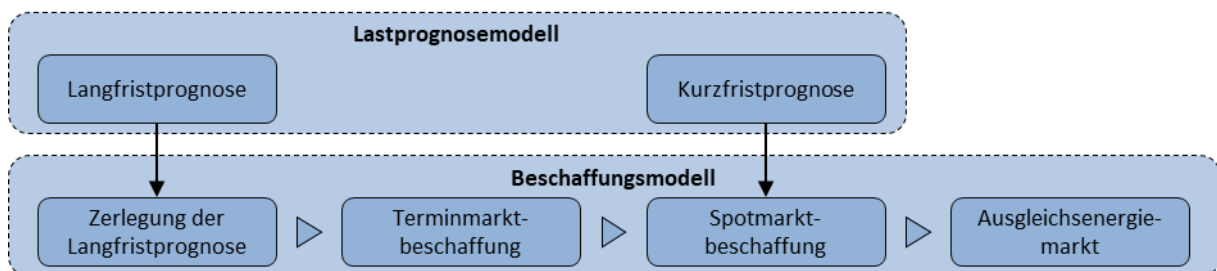 Lastprognosemodell
Langfristprognose
Kurzfristprognose
Beschaffungsmodell
Zerlegung der
Langfristprognose
Terminmarkt-
beschaffung
Spotmarkt-
beschaffung
Ausgleichsenergie-
markt